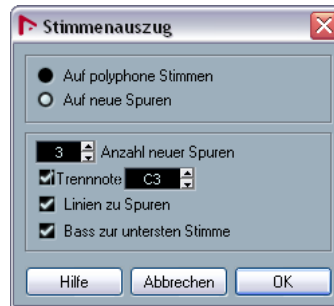 Stimmenauszug
Auf polyphone Stimmen
Auf neue Spuren
3 Anzahl neuer Spuren
Trennnote C3
Linien zu Spuren
Bass zur untersten Stimme
Hilfe Abbrechen OK